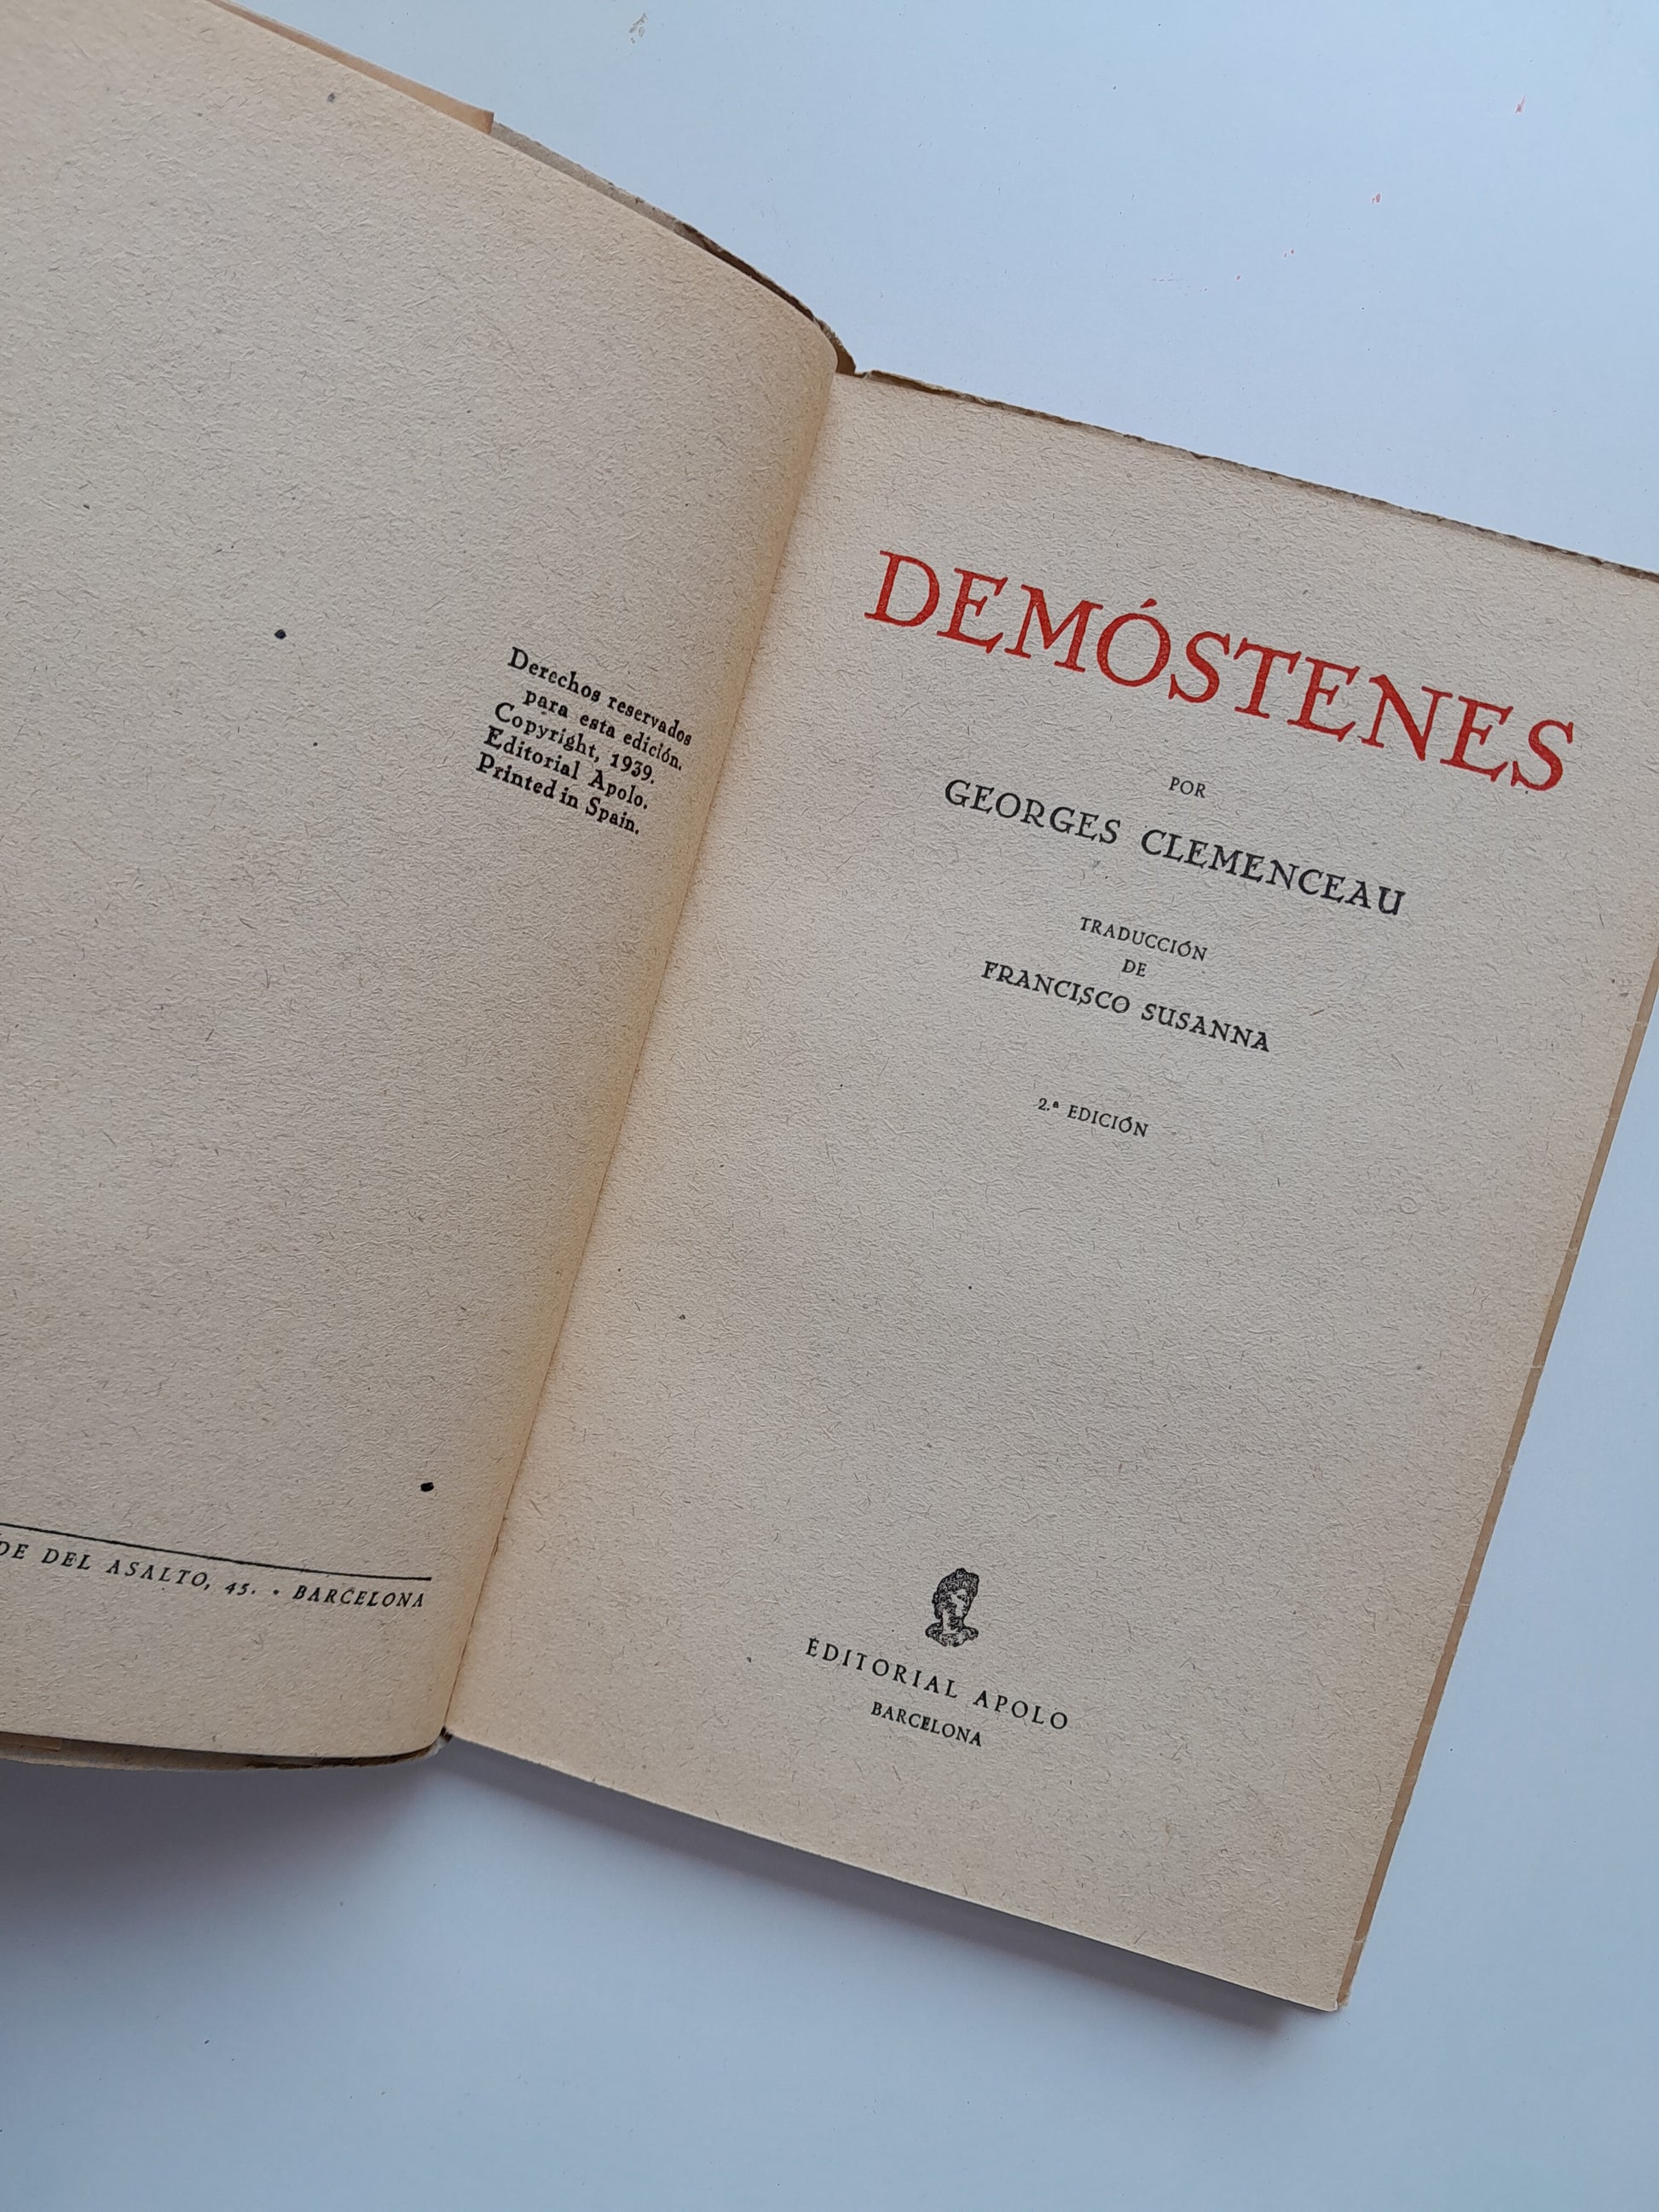 Derechos reservados
para esta edición.
Copyright, 1939.
Editorial Apolo.
Printed in Spain.
DE DEL ASALTO, 45. • BARCELONA
DEMÓSTENES
POR
GEORGES CLEMENCEAU
TRADUCCIÓN
DE
FRANCISCO SUSANNA
2.ª EDICIÓN
EDITORIAL APOLO
BARCELONA